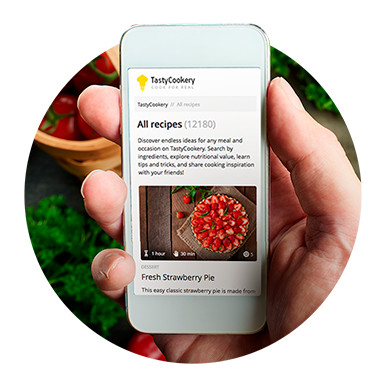 TastyCookery
COOK FOR REAL
TastyCookery // All recipes
All recipes (12180)
Discover endless ideas for any meal and
occasion on TastyCookery. Search by
ingredients, explore nutritional value, learn
tips and tricks, and share cooking inspiration
with your friends!
1 hour 30 min 5
DESSERT
Fresh Strawberry Pie
This easy classic strawberry pie is made from